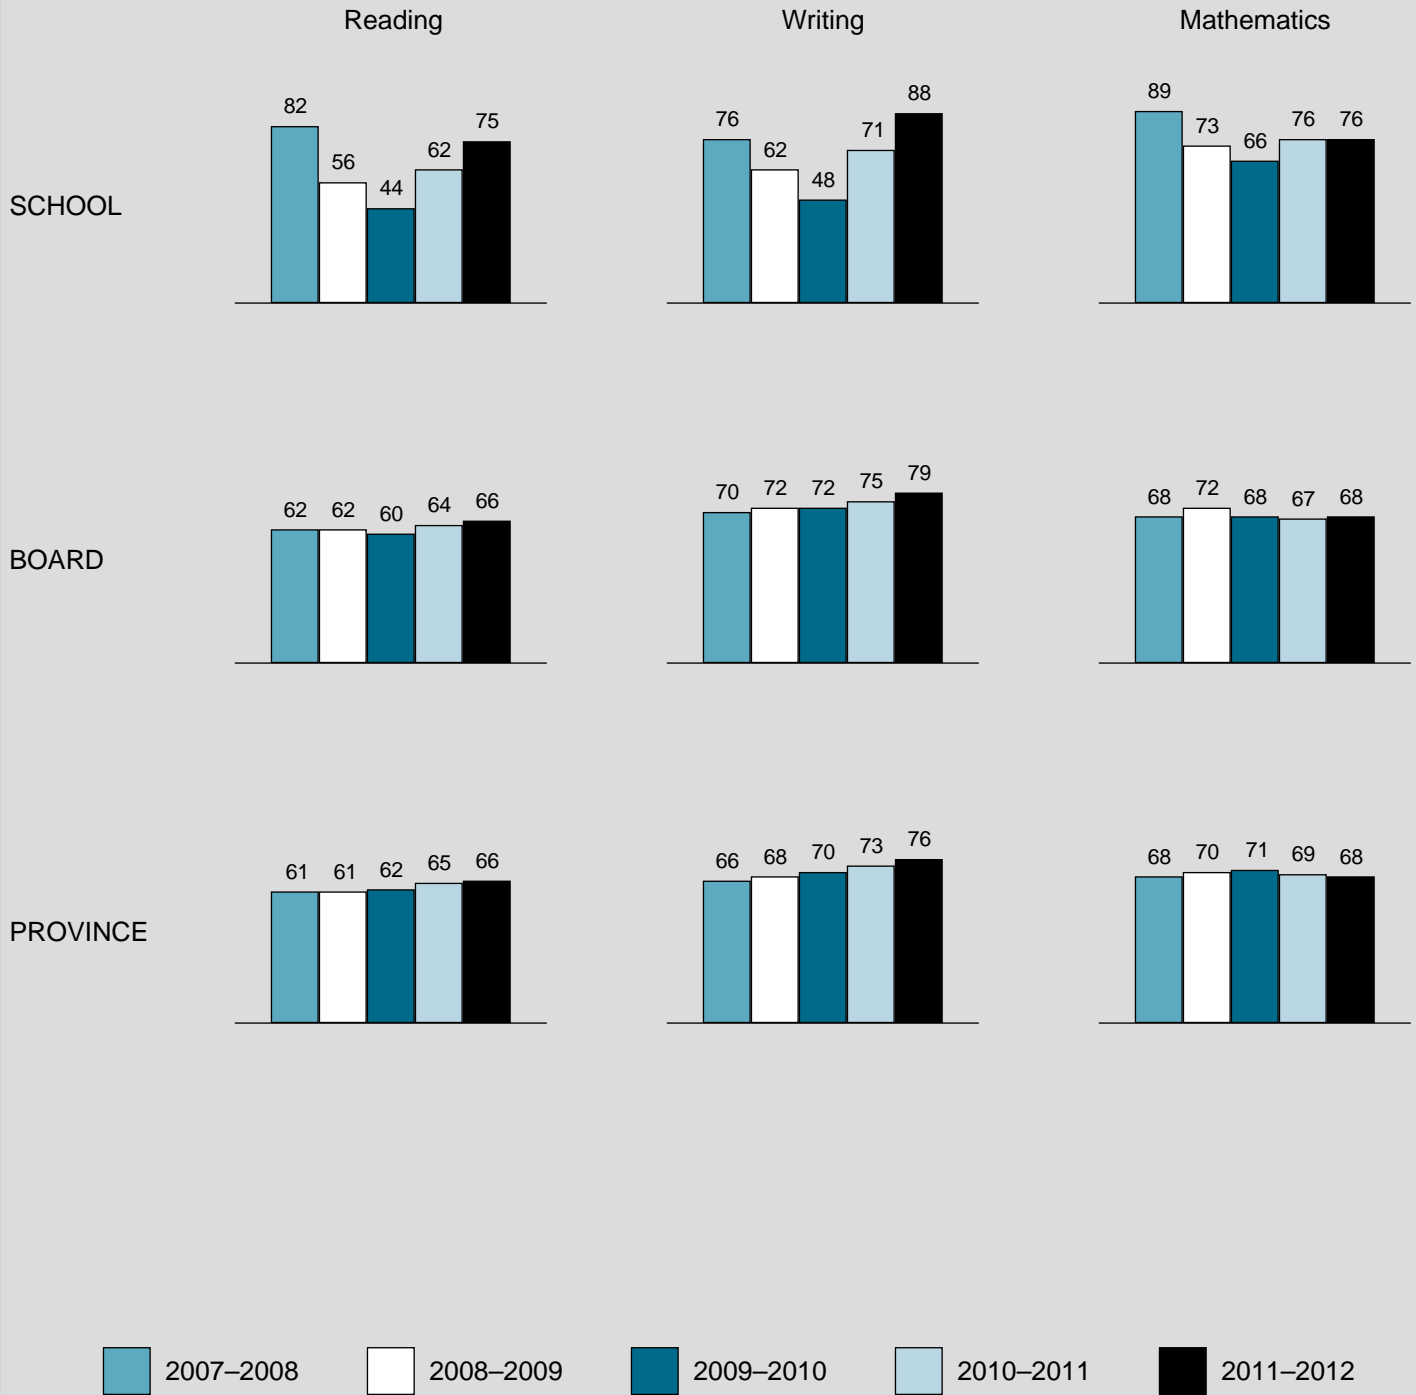 Reading Writing Mathematics
SCHOOL
82 56 44 62 75
76 62 48 71 88
89 73 66 76 76
BOARD
62 62 60 64 66
70 72 72 75 79
68 72 68 67 68
PROVINCE
61 61 62 65 66
66 68 70 73 76
68 70 71 69 68
2007–2008 2008–2009 2009–2010 2010–2011 2011–2012